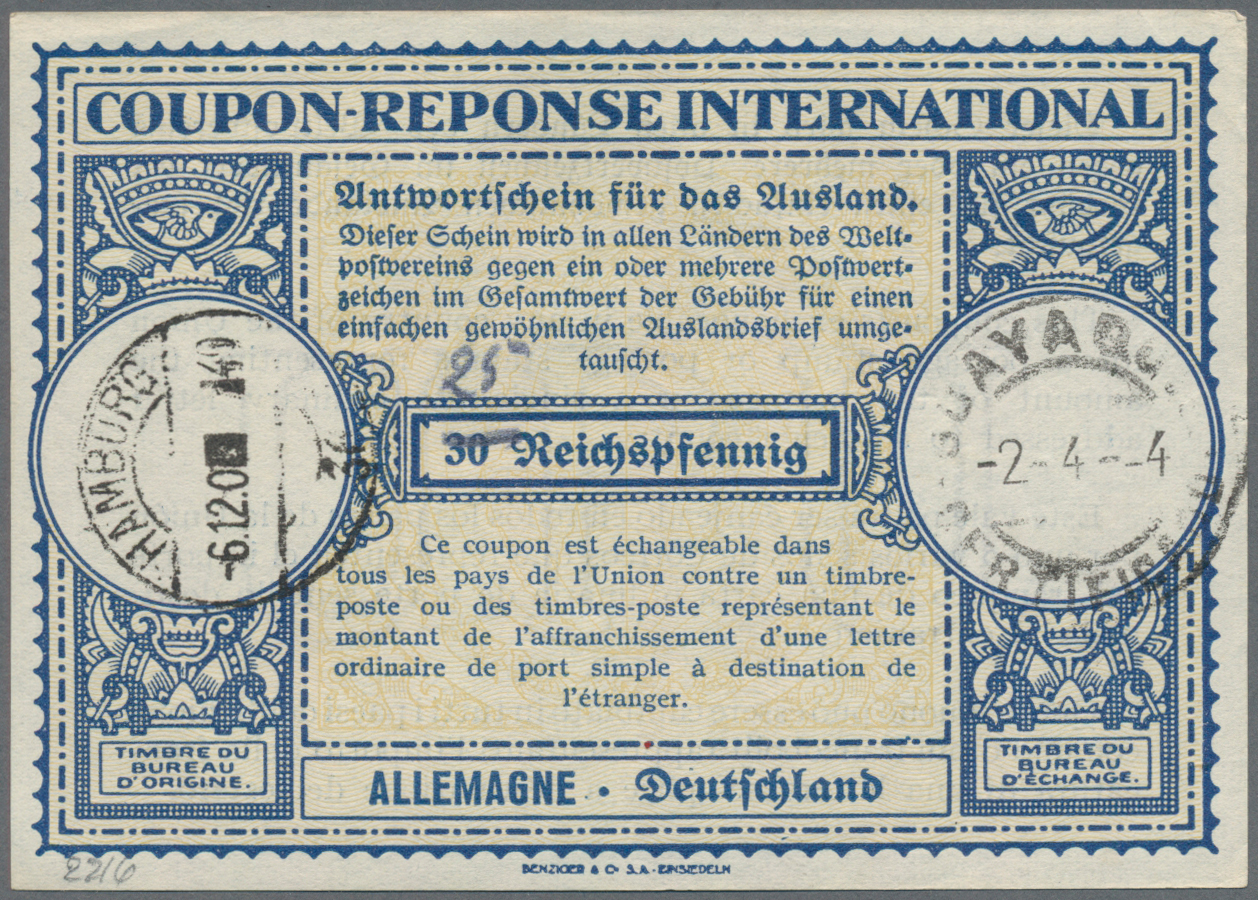 COUPON-REPONSE INTERNATIONAL
Antwortschein für das Ausland.
Dieser Schein wird in allen Ländern des Welt-
postvereins gegen ein oder mehrere Postwert-
zeichen im Gesamtwert der Gebühr für einen
einfachen gewöhnlichen Auslandsbrief umge-
tauscht.
25
30 Reichspfennig
HAMBURG
6.12.0
40
-2-4--4
Ce coupon est échangeable dans
tous les pays de l'Union contre un timbre-
poste ou des timbres-poste représentant le
montant de l'affranchissement d'une lettre
ordinaire de port simple à destination de
l'étranger.
TIMBRE DU
BUREAU
D'ORIGINE.
TIMBRE DU
BUREAU
D'ÉCHANGE.
ALLEMAGNE · Deutschland
BENZIGER & Co S.A. - EINSIEDELN
2216